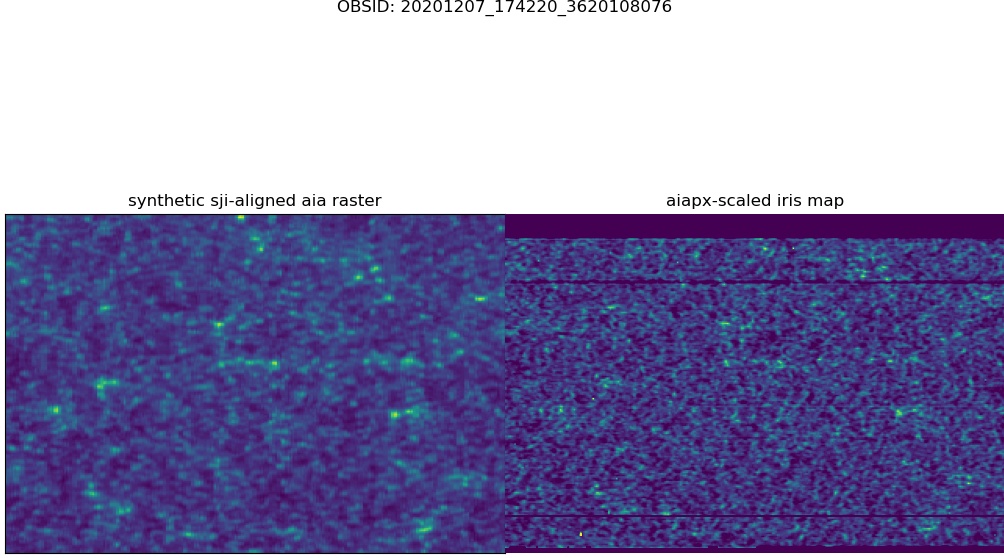 OBSID: 20201207_174220_3620108076
synthetic sji-aligned aia raster
aiapx-scaled iris map